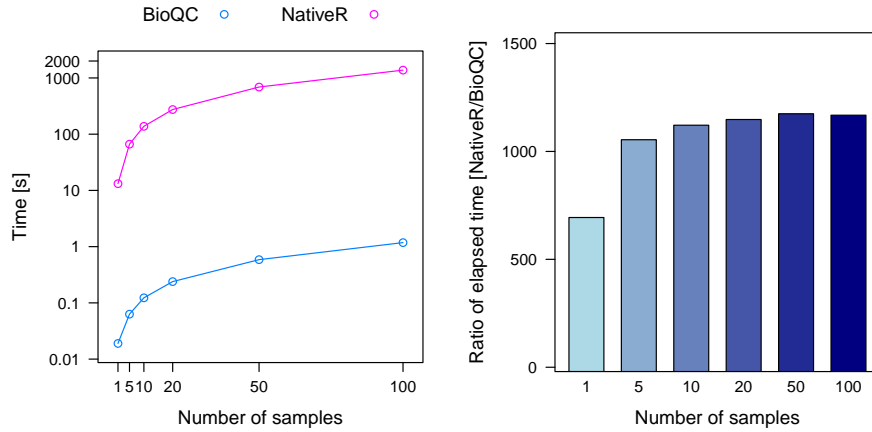 BioQC
NativeR
Time [s]
2000
1000
100
10
1
0.1
0.01
1 5 10 20 50 100
Number of samples
Ratio of elapsed time [NativeR/BioQC]
1500
1000
500
0
1 5 10 20 50 100
Number of samples